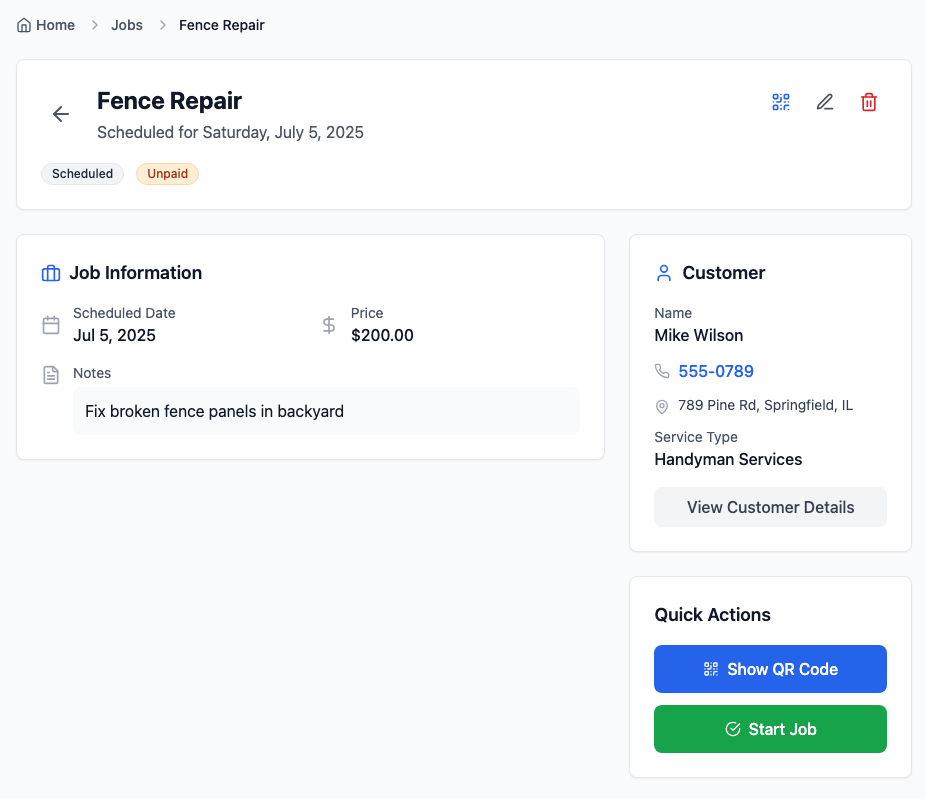 Home > Jobs > Fence Repair
Fence Repair
Scheduled for Saturday, July 5, 2025
Scheduled Unpaid
Job Information
Scheduled Date
Jul 5, 2025
Price
$200.00
Notes
Fix broken fence panels in backyard
Customer
Name
Mike Wilson
555-0789
789 Pine Rd, Springfield, IL
Service Type
Handyman Services
View Customer Details
Quick Actions
Show QR Code
Start Job